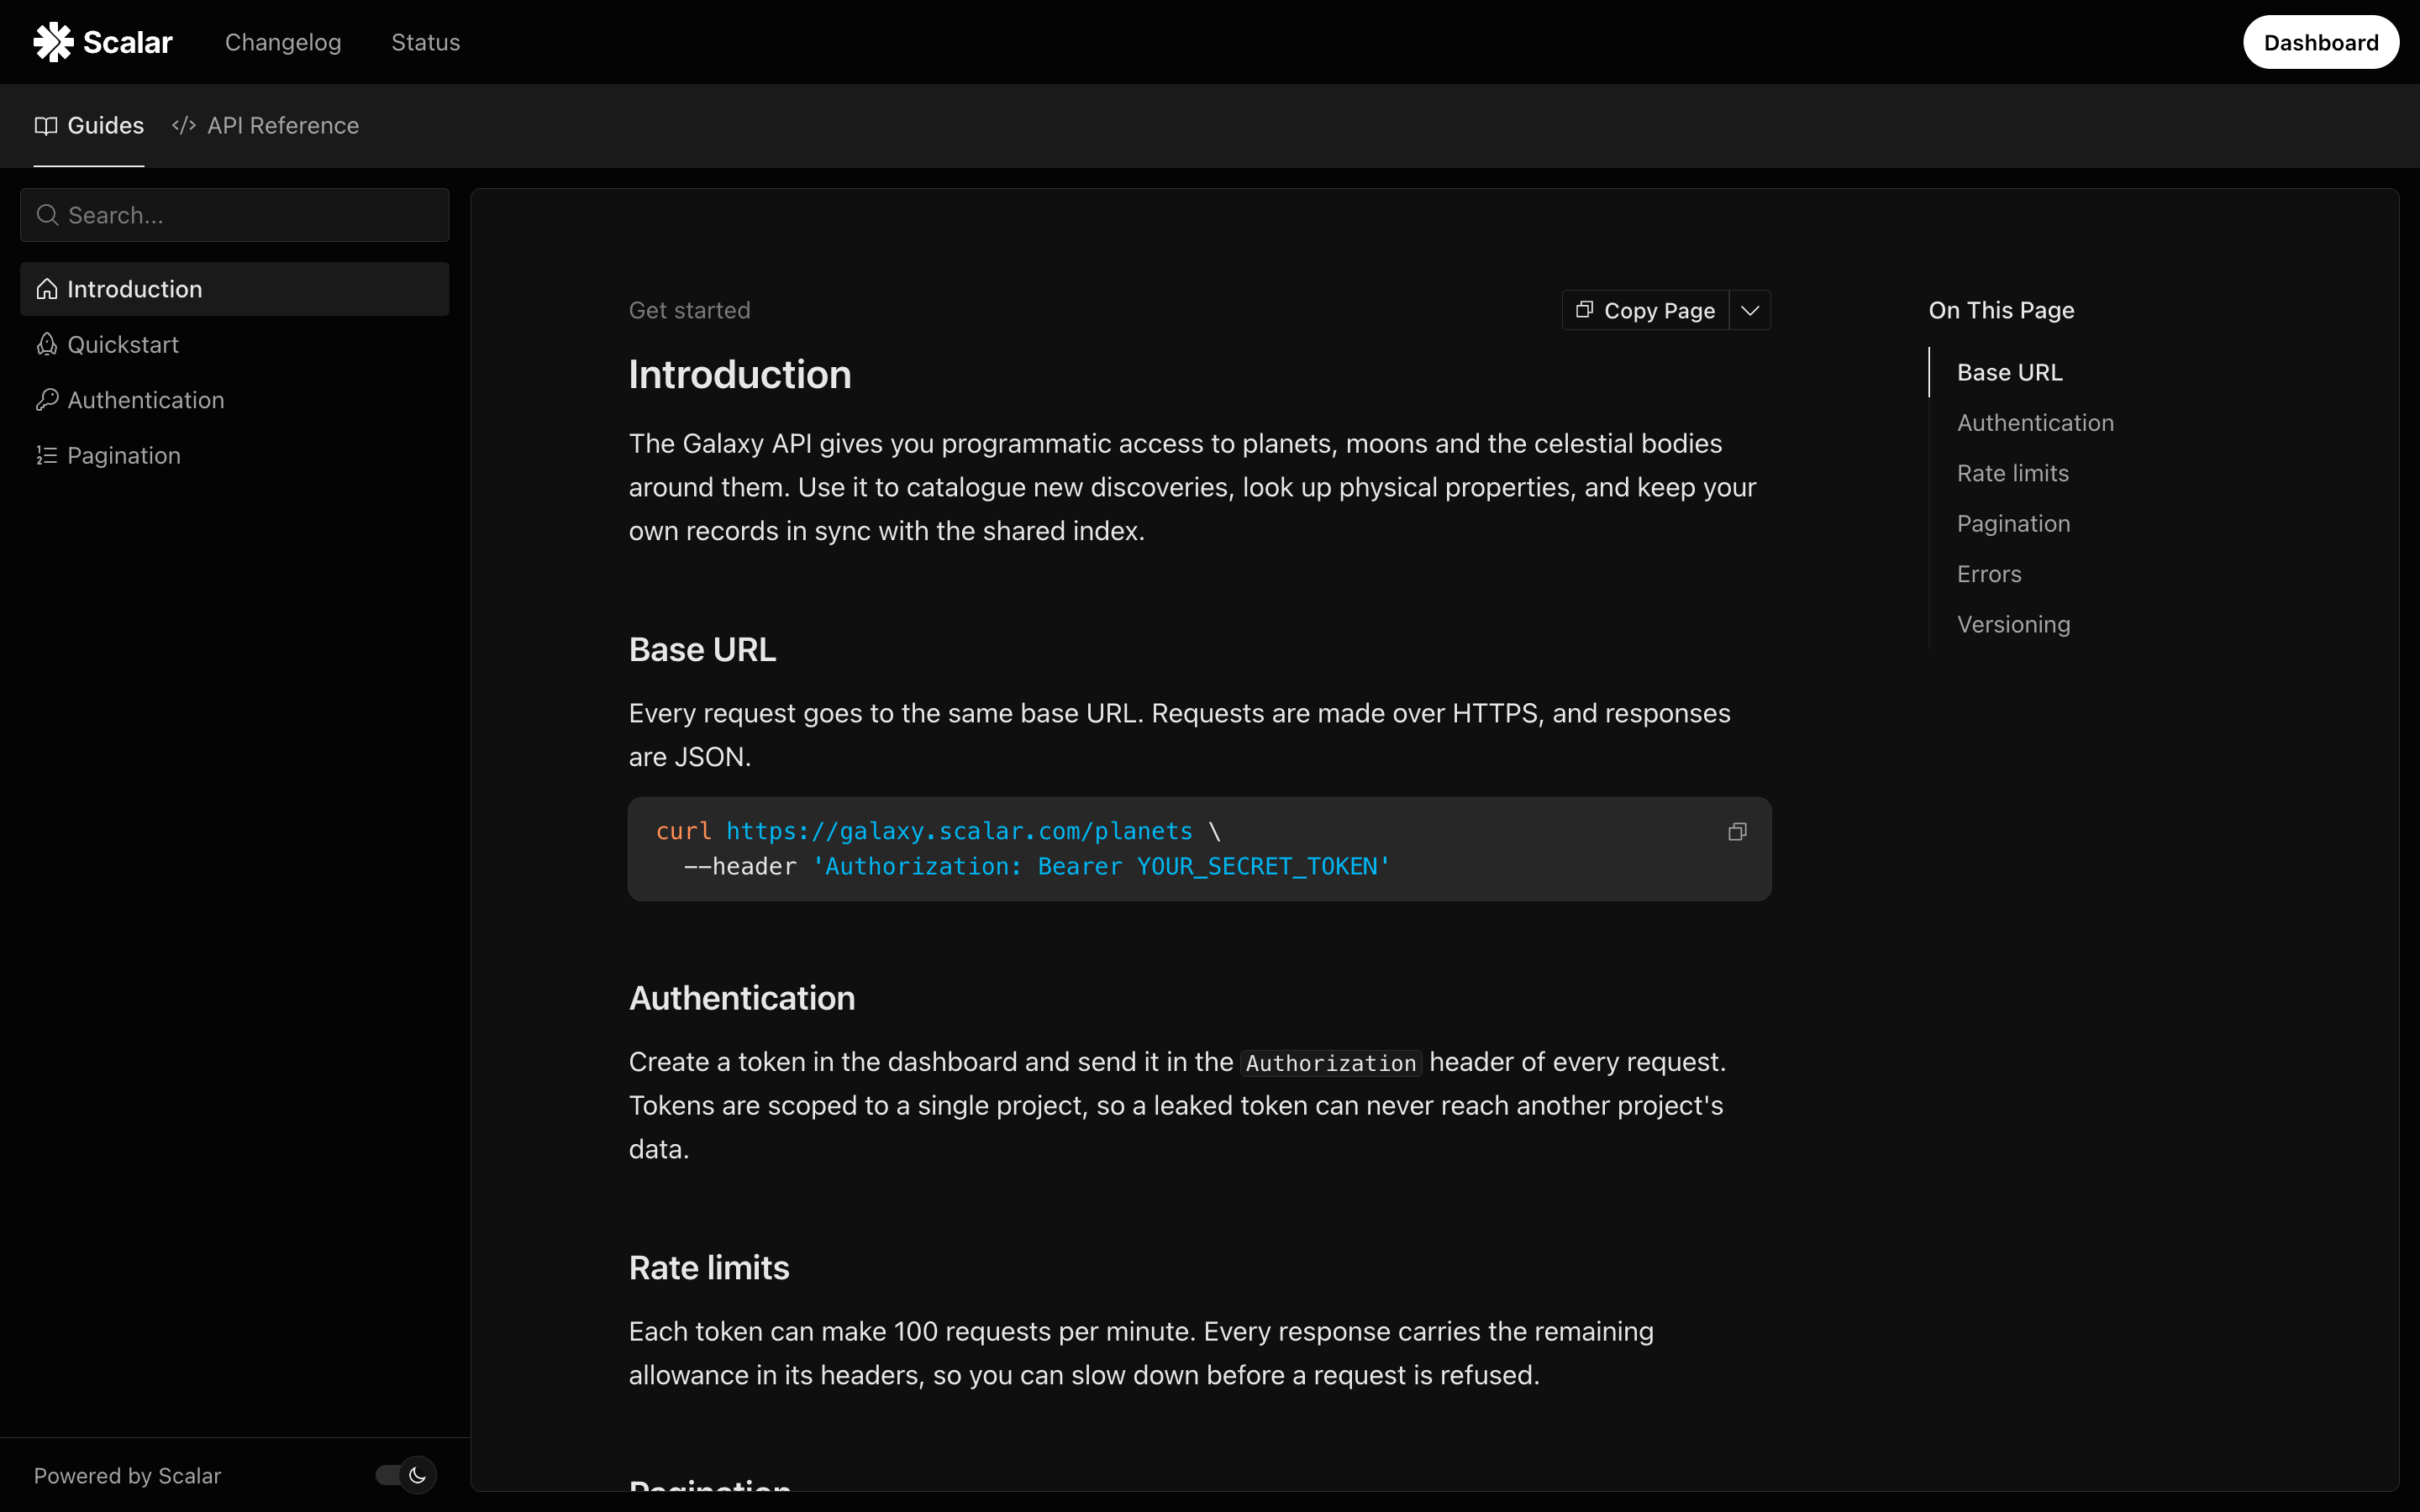 Scalar
Changelog
Status
Dashboard
Guides
</> API Reference
Search...
Introduction
Quickstart
Authentication
Pagination
Powered by Scalar
Get started
Copy Page
Introduction
The Galaxy API gives you programmatic access to planets, moons and the celestial bodies
around them. Use it to catalogue new discoveries, look up physical properties, and keep your
own records in sync with the shared index.
Base URL
Every request goes to the same base URL. Requests are made over HTTPS, and responses
are JSON.
curl https://galaxy.scalar.com/planets \
  --header 'Authorization: Bearer YOUR_SECRET_TOKEN'
Authentication
Create a token in the dashboard and send it in the Authorization header of every request.
Tokens are scoped to a single project, so a leaked token can never reach another project's
data.
Rate limits
Each token can make 100 requests per minute. Every response carries the remaining
allowance in its headers, so you can slow down before a request is refused.
Pagination
On This Page
Base URL
Authentication
Rate limits
Pagination
Errors
Versioning